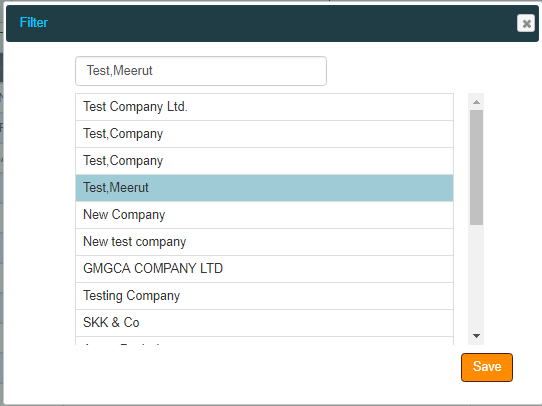 Filter
Test,Meerut
Test Company Ltd.
Test,Company
Test,Company
Test,Meerut
New Company
New test company
GMGCA COMPANY LTD
Testing Company
SKK & Co
Save